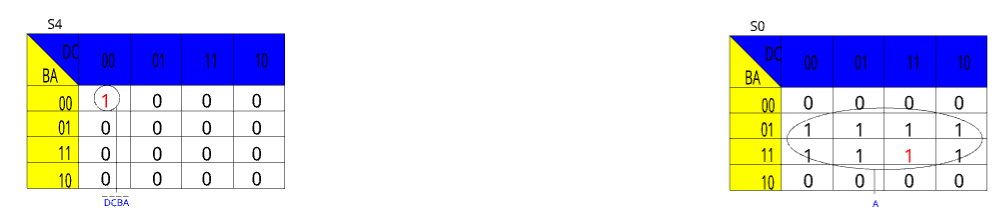 S4
DC 00 01 11 10
BA
00 1 0 0 0
01 0 0 0 0
11 0 0 0 0
10 0 0 0 0
D̅C̅B̅A̅
S0
DC 00 01 11 10
BA
00 0 0 0 0
01 1 1 1 1
11 1 1 1 1
10 0 0 0 0
A